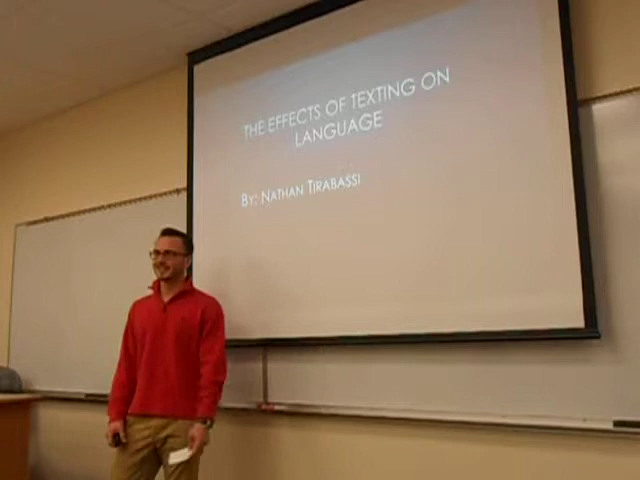 THE EFFECTS OF TEXTING ON
LANGUAGE
BY: NATHAN TIRABASSI